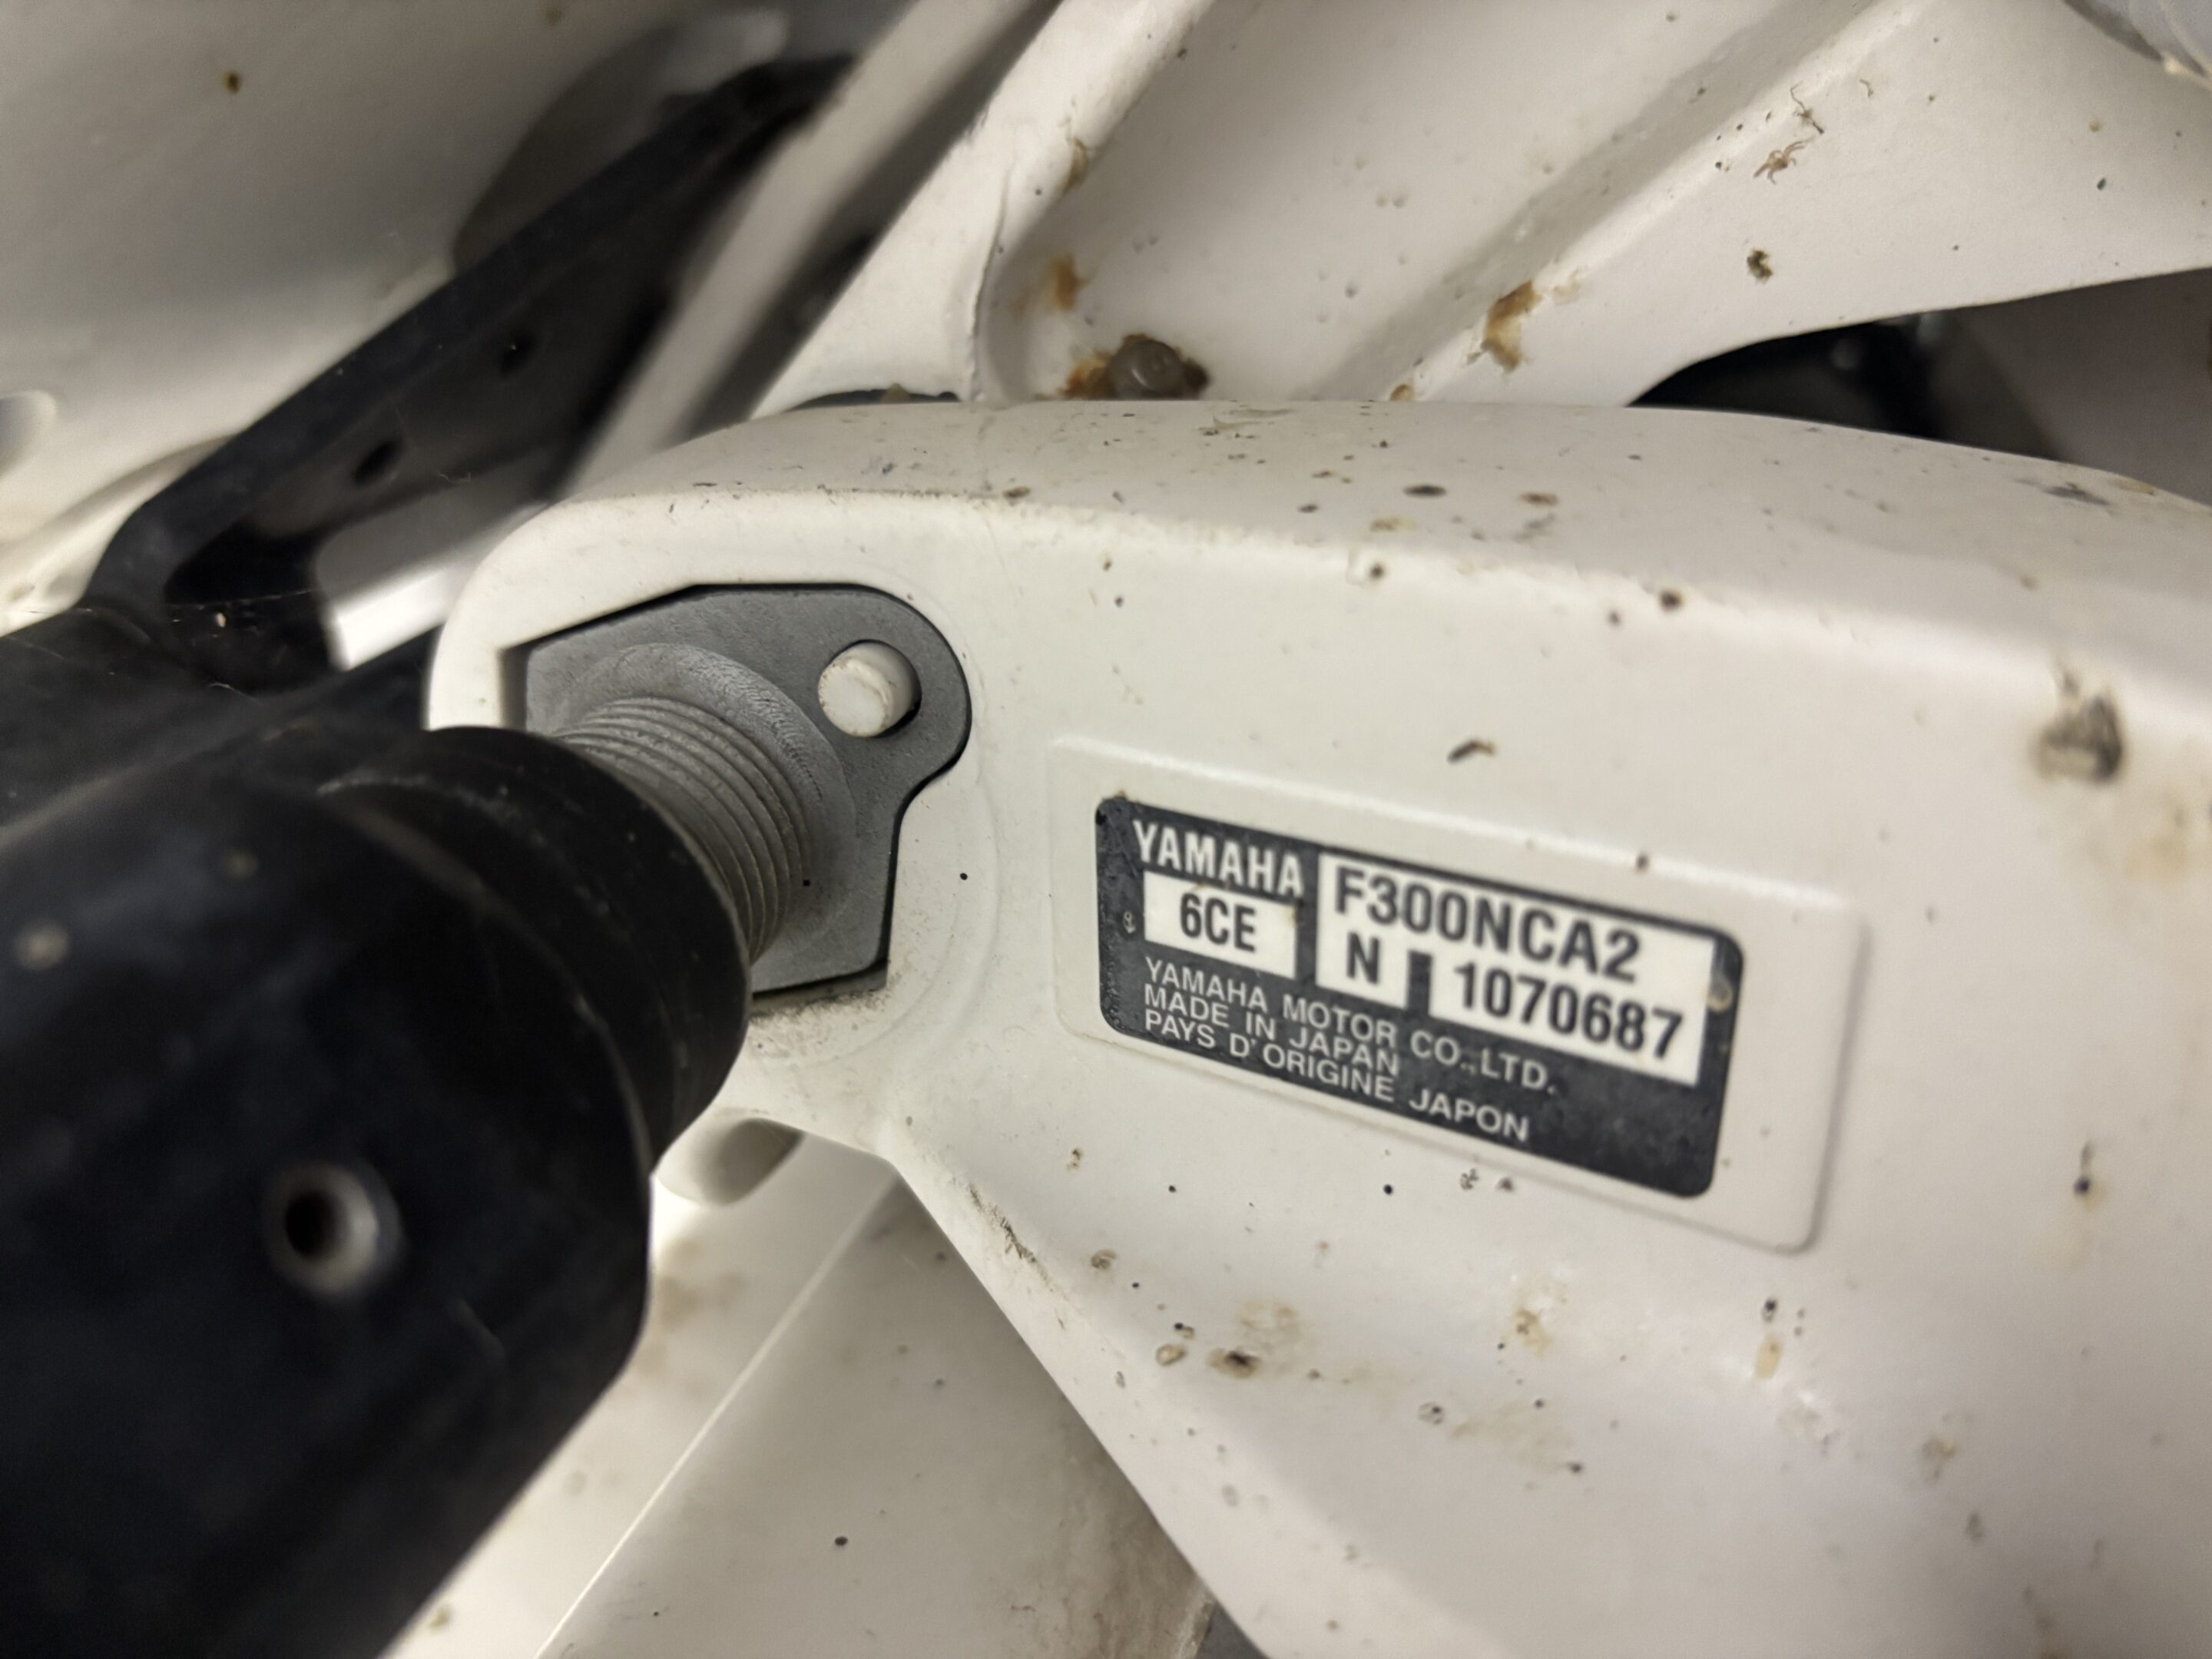 YAMAHA F300NCA2
6CE N 1070687
YAMAHA MOTOR CO.,LTD.
MADE IN JAPAN
PAYS D'ORIGINE JAPON